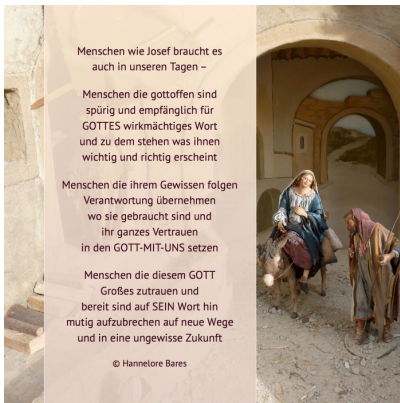 Menschen wie Josef braucht es
auch in unseren Tagen –
Menschen die gottoffen sind
spürig und empfänglich für
GOTTES wirkmächtiges Wort
und zu dem stehen was ihnen
wichtig und richtig erscheint
Menschen die ihrem Gewissen folgen
Verantwortung übernehmen
wo sie gebraucht sind und
ihr ganzes Vertrauen
in den GOTT-MIT-UNS setzen
Menschen die diesem GOTT
Großes zutrauen und
bereit sind auf SEIN Wort hin
mutig aufzubrechen auf neue Wege
und in eine ungewisse Zukunft
© Hannelore Bares